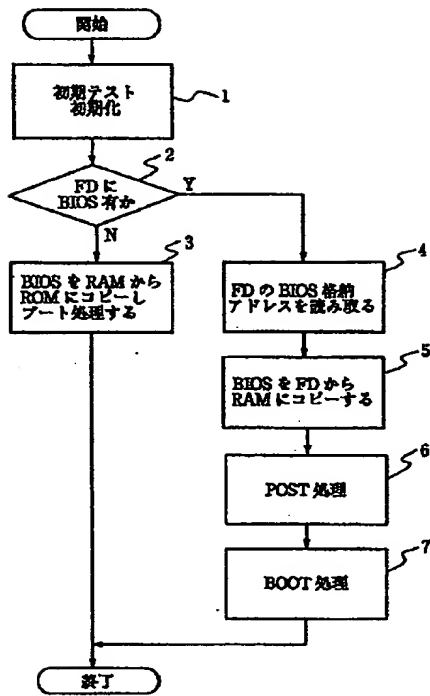 開始
初期テスト
初期化
1
2
FDに
BIOS有か
Y
N
3
BIOSをRAMから
ROMにコピーし
ブート処理する
4
FDのBIOS格納
アドレスを読み取る
5
BIOSをFDから
RAMにコピーする
6
POST処理
7
BOOT処理
終了